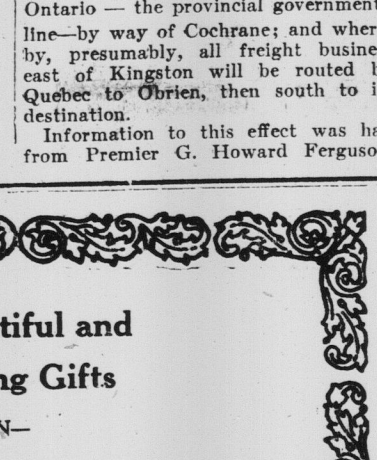 Ontario — the provincial government
line—by way of Cochrane; and wher
by, presumably, all freight busine
east of Kingston will be routed b
Quebec to Obrien, then south to i
destination.
Information to this effect was ha
from Premier G. Howard Ferguso
tiful and
ng Gifts
N—